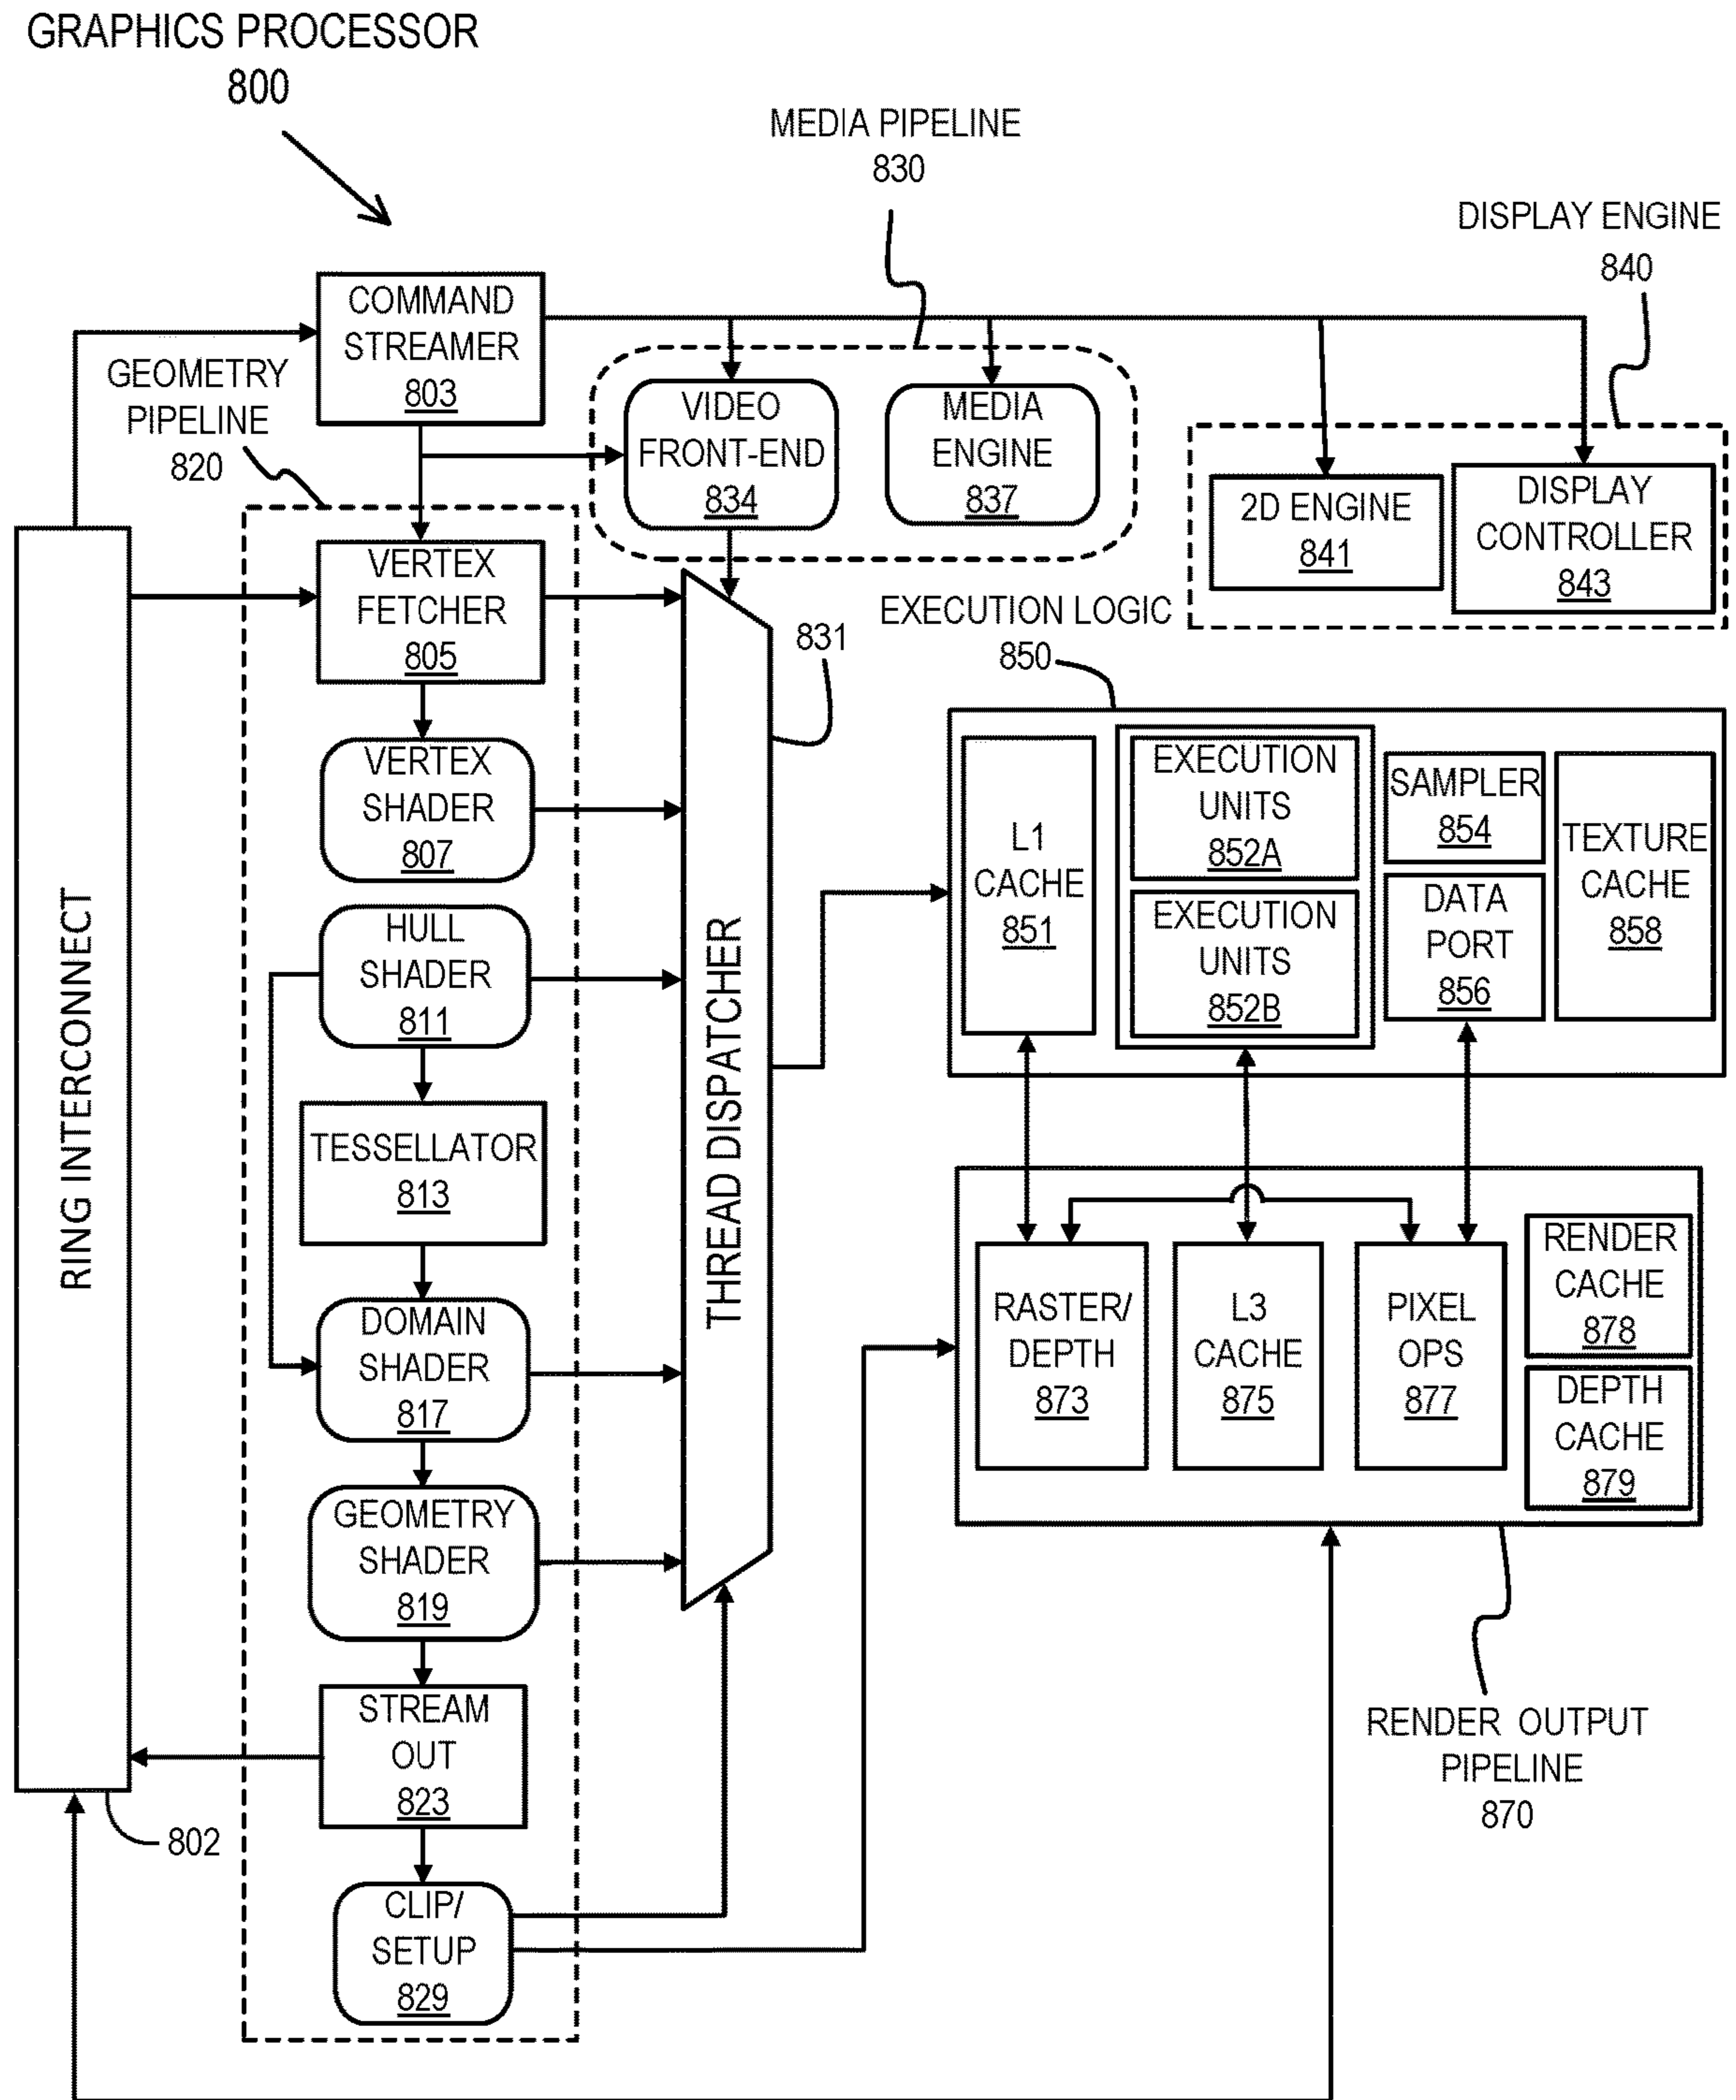 GRAPHICS PROCESSOR
800
MEDIA PIPELINE
830
DISPLAY ENGINE
840
COMMAND
STREAMER
803
GEOMETRY
PIPELINE
820
VIDEO
FRONT-END
834
MEDIA
ENGINE
837
2D ENGINE
841
DISPLAY
CONTROLLER
843
RING INTERCONNECT
802
VERTEX
FETCHER
805
VERTEX
SHADER
807
HULL
SHADER
811
TESSELLATOR
813
DOMAIN
SHADER
817
GEOMETRY
SHADER
819
STREAM
OUT
823
CLIP/
SETUP
829
THREAD DISPATCHER
831
EXECUTION LOGIC
850
L1
CACHE
851
EXECUTION
UNITS
852A
EXECUTION
UNITS
852B
SAMPLER
854
DATA
PORT
856
TEXTURE
CACHE
858
RASTER/
DEPTH
873
L3
CACHE
875
PIXEL
OPS
877
RENDER
CACHE
878
DEPTH
CACHE
879
RENDER OUTPUT
PIPELINE
870